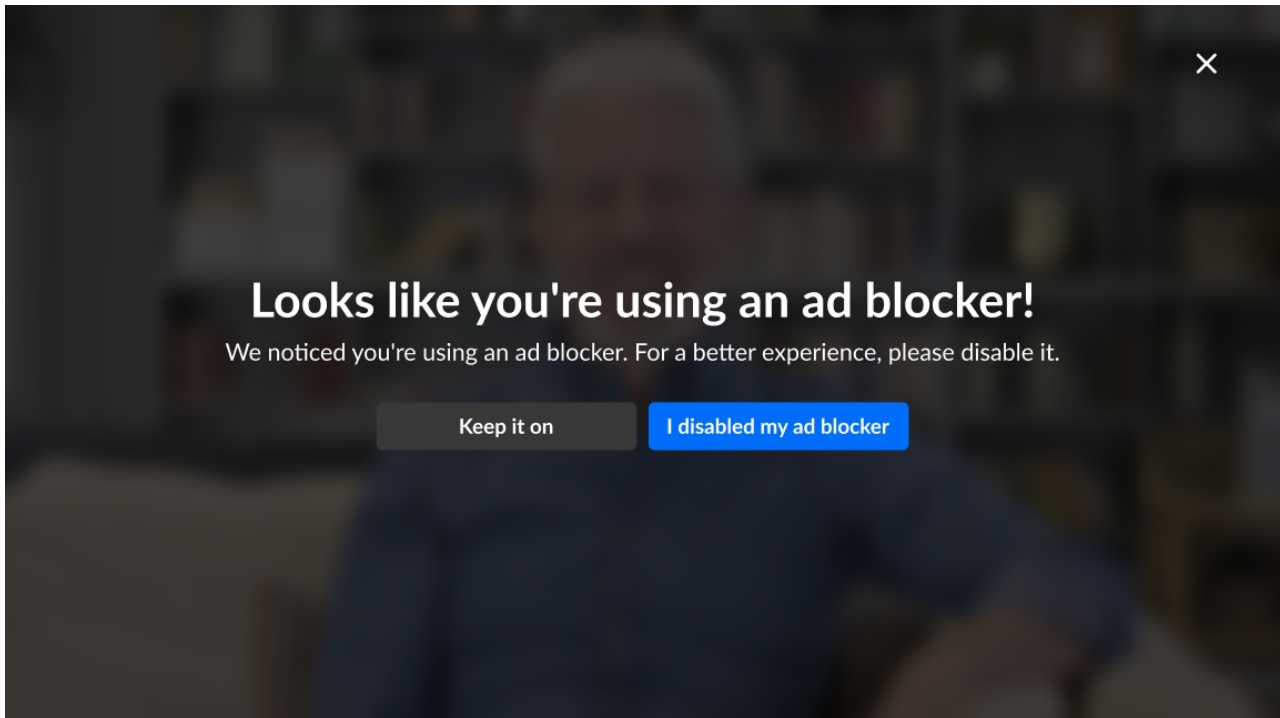 Looks like you're using an ad blocker!
We noticed you're using an ad blocker. For a better experience, please disable it.
Keep it on
I disabled my ad blocker